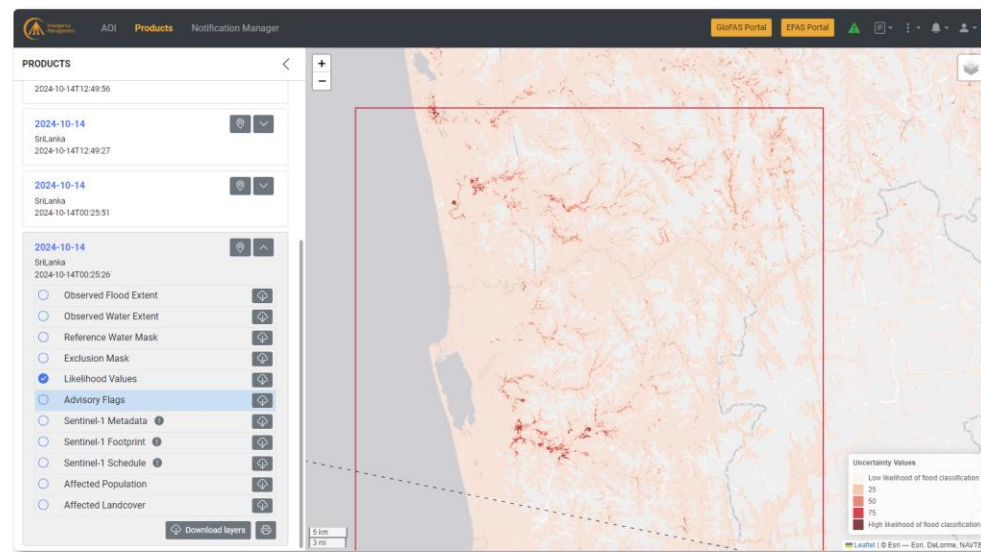 Emergency
Management
AOI
Products
Notification Manager
GloFAS Portal
EFAS Portal
PRODUCTS
2024-10-14T12:49:56
2024-10-14
SriLanka
2024-10-14T12:49:27
2024-10-14
SriLanka
2024-10-14T00:25:51
2024-10-14
SriLanka
2024-10-14T00:25:26
Observed Flood Extent
Observed Water Extent
Reference Water Mask
Exclusion Mask
Likelihood Values
Advisory Flags
Sentinel-1 Metadata
Sentinel-1 Footprint
Sentinel-1 Schedule
Affected Population
Affected Landcover
Download layers
+
−
5 km
3 mi
Uncertainty Values
Low likelihood of flood classification
25
50
75
High likelihood of flood classification
Leaflet | © Esri — Esri, DeLorme, NAVTE